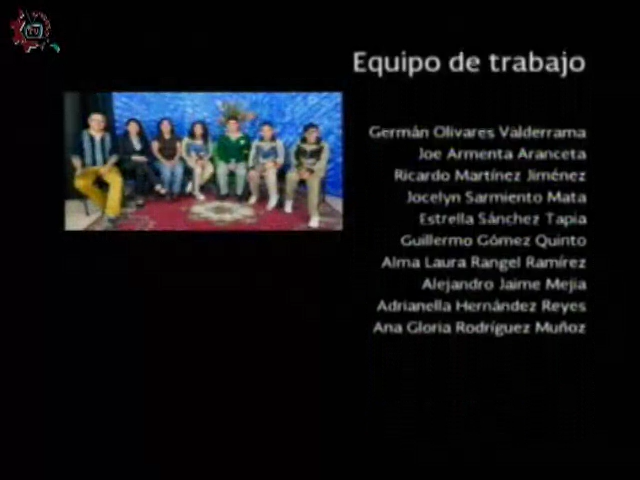 TV
Equipo de trabajo
Germán Olivares Valderrama
Joe Armenta Aranceta
Ricardo Martínez Jiménez
Jocelyn Sarmiento Mata
Estrella Sánchez Tapia
Guillermo Gómez Quinto
Alma Laura Rangel Ramírez
Alejandro Jaime Mejía
Adrianella Hernández Reyes
Ana Gloria Rodríguez Muñoz